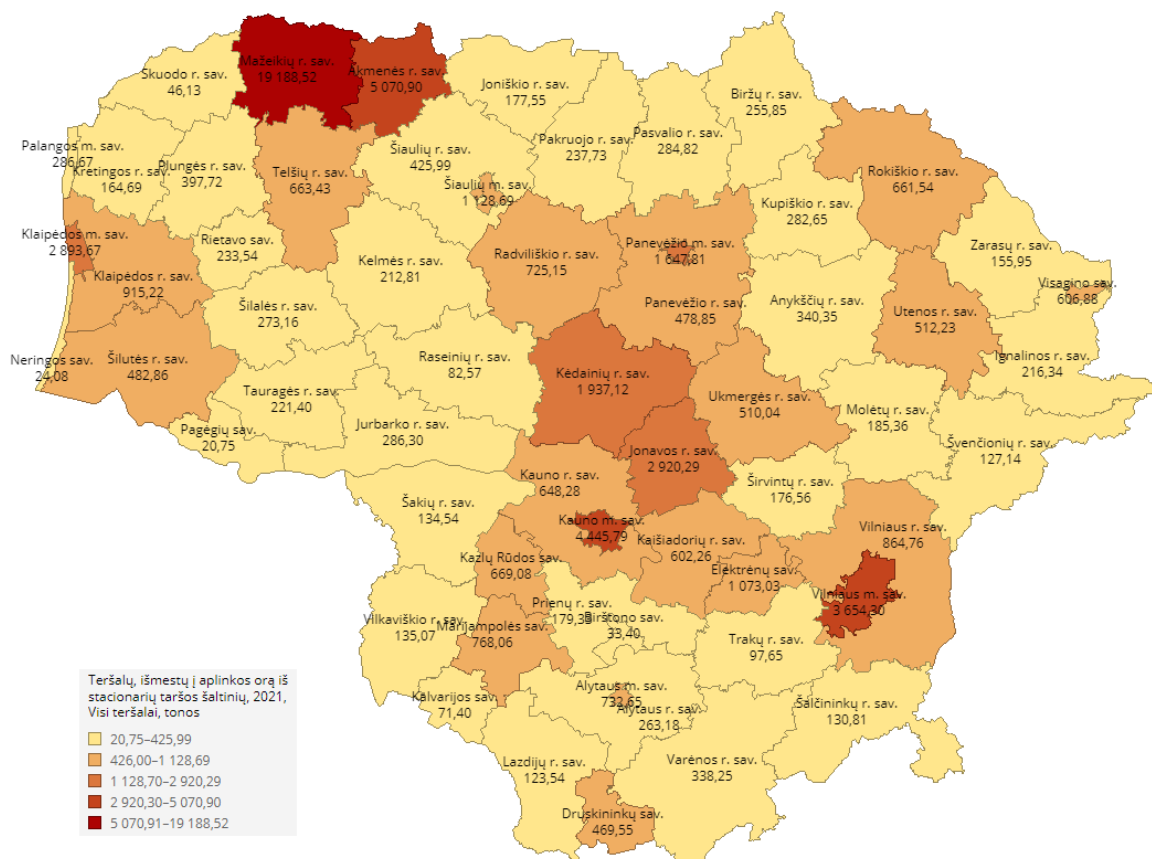 Mažeikių r. sav.
19 188,52
Akmenės r. sav.
5 070,90
Skuodo r. sav.
46,13
Joniškio r. sav.
177,55
Biržų r. sav.
255,85
Palangos m. sav.
286,67
Kretingos r. sav.
164,69
Plungės r. sav.
397,72
Telšių r. sav.
663,43
Šiaulių r. sav.
425,99
Šiaulių m. sav.
1 128,69
Pakruojo r. sav.
237,73
Pasvalio r. sav.
284,82
Rokiškio r. sav.
661,54
Kupiškio r. sav.
282,65
Klaipėdos m. sav.
2 893,67
Klaipėdos r. sav.
915,22
Rietavo sav.
233,54
Kelmės r. sav.
212,81
Radviliškio r. sav.
725,15
Panevėžio m. sav.
1 647,81
Panevėžio r. sav.
478,85
Anykščių r. sav.
340,35
Zarasų r. sav.
155,95
Visagino sav.
606,88
Utenos r. sav.
512,23
Ignalinos r. sav.
216,34
Šilalės r. sav.
273,16
Neringos sav.
24,08
Šilutės r. sav.
482,86
Raseinių r. sav.
82,57
Kėdainių r. sav.
1 937,12
Ukmergės r. sav.
510,04
Molėtų r. sav.
185,36
Tauragės r. sav.
221,40
Jurbarko r. sav.
286,30
Pagėgių sav.
20,75
Jonavos r. sav.
2 920,29
Švenčionių r. sav.
127,14
Širvintų r. sav.
176,56
Kauno r. sav.
648,28
Šakių r. sav.
134,54
Kauno m. sav.
4 445,79
Kaišiadorių r. sav.
602,26
Vilniaus r. sav.
864,76
Kazlų Rūdos sav.
669,08
Elektrėnų sav.
1 073,03
Vilniaus m. sav.
3 654,30
Prienų r. sav.
179,35
Birštono sav.
33,40
Vilkaviškio r. sav.
135,07
Marijampolės sav.
768,06
Trakų r. sav.
97,65
Kalvarijos sav.
71,40
Alytaus m. sav.
733,65
Alytaus r. sav.
263,18
Šalčininkų r. sav.
130,81
Lazdijų r. sav.
123,54
Varėnos r. sav.
338,25
Druskininkų sav.
469,55
Teršalų, išmestų į aplinkos orą iš
stacionarių taršos šaltinių, 2021,
Visi teršalai, tonos
20,75–425,99
426,00–1 128,69
1 128,70–2 920,29
2 920,30–5 070,90
5 070,91–19 188,52